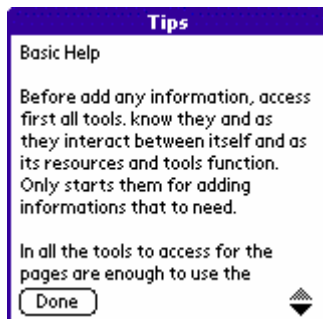 Tips
Basic Help
Before add any information, access
first all tools. know they and as
they interact between itself and as
its resources and tools function.
Only starts them for adding
informations that to need.
In all the tools to access for the
pages are enough to use the
Done